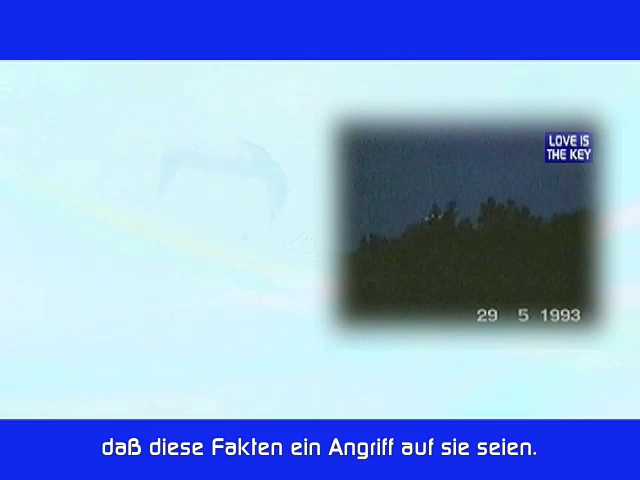 LOVE IS
THE KEY
29 5 1993
daß diese Fakten ein Angriff auf sie seien.